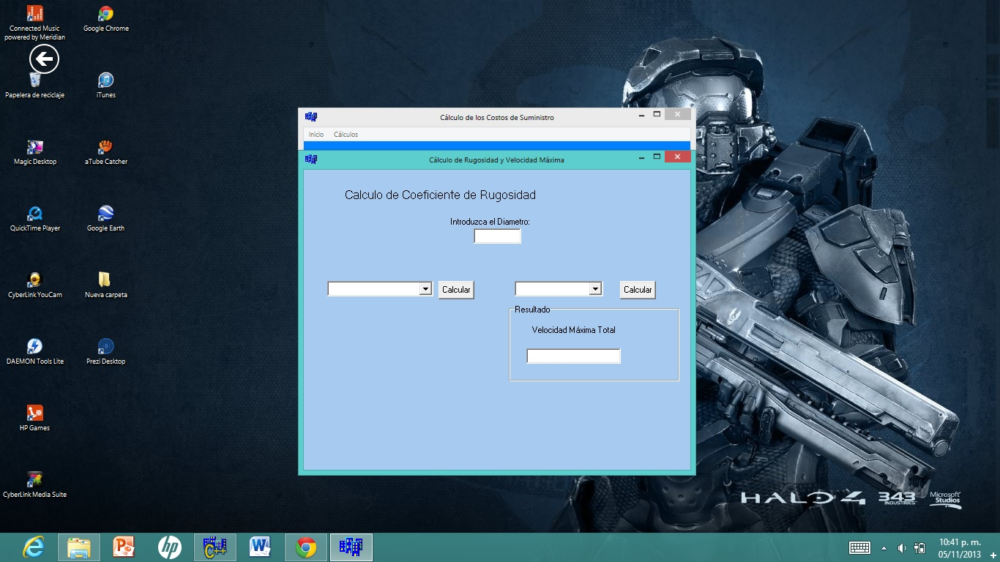 Connected Music
powered by Meridian
Google Chrome
Papelera de reciclaje
iTunes
Magic Desktop
aTube Catcher
QuickTime Player
Google Earth
CyberLink YouCam
Nueva carpeta
DAEMON Tools Lite
Prezi Desktop
HP Games
CyberLink Media Suite
Cálculo de los Costos de Suministro
Inicio Cálculos
Cálculo de Rugosidad y Velocidad Máxima
Calculo de Coeficiente de Rugosidad
Introduzca el Diametro:
Calcular
Calcular
Resultado
Velocidad Máxima Total
HALO 4
343
INDUSTRIES
Microsoft
Studios
hp
C++
10:41 p. m.
05/11/2013